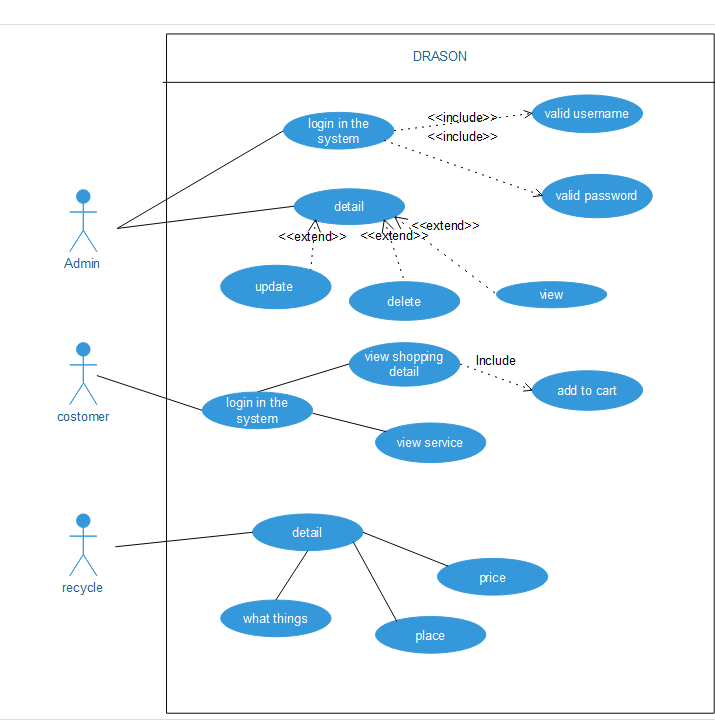 DRASON
login in the
system
<<include>>
<<include>>
valid username
valid password
detail
<<extend>>
<<extend>>
<<extend>>
Admin
update
delete
view
view shopping
detail
Include
add to cart
costomer
login in the
system
view service
detail
recycle
price
what things
place